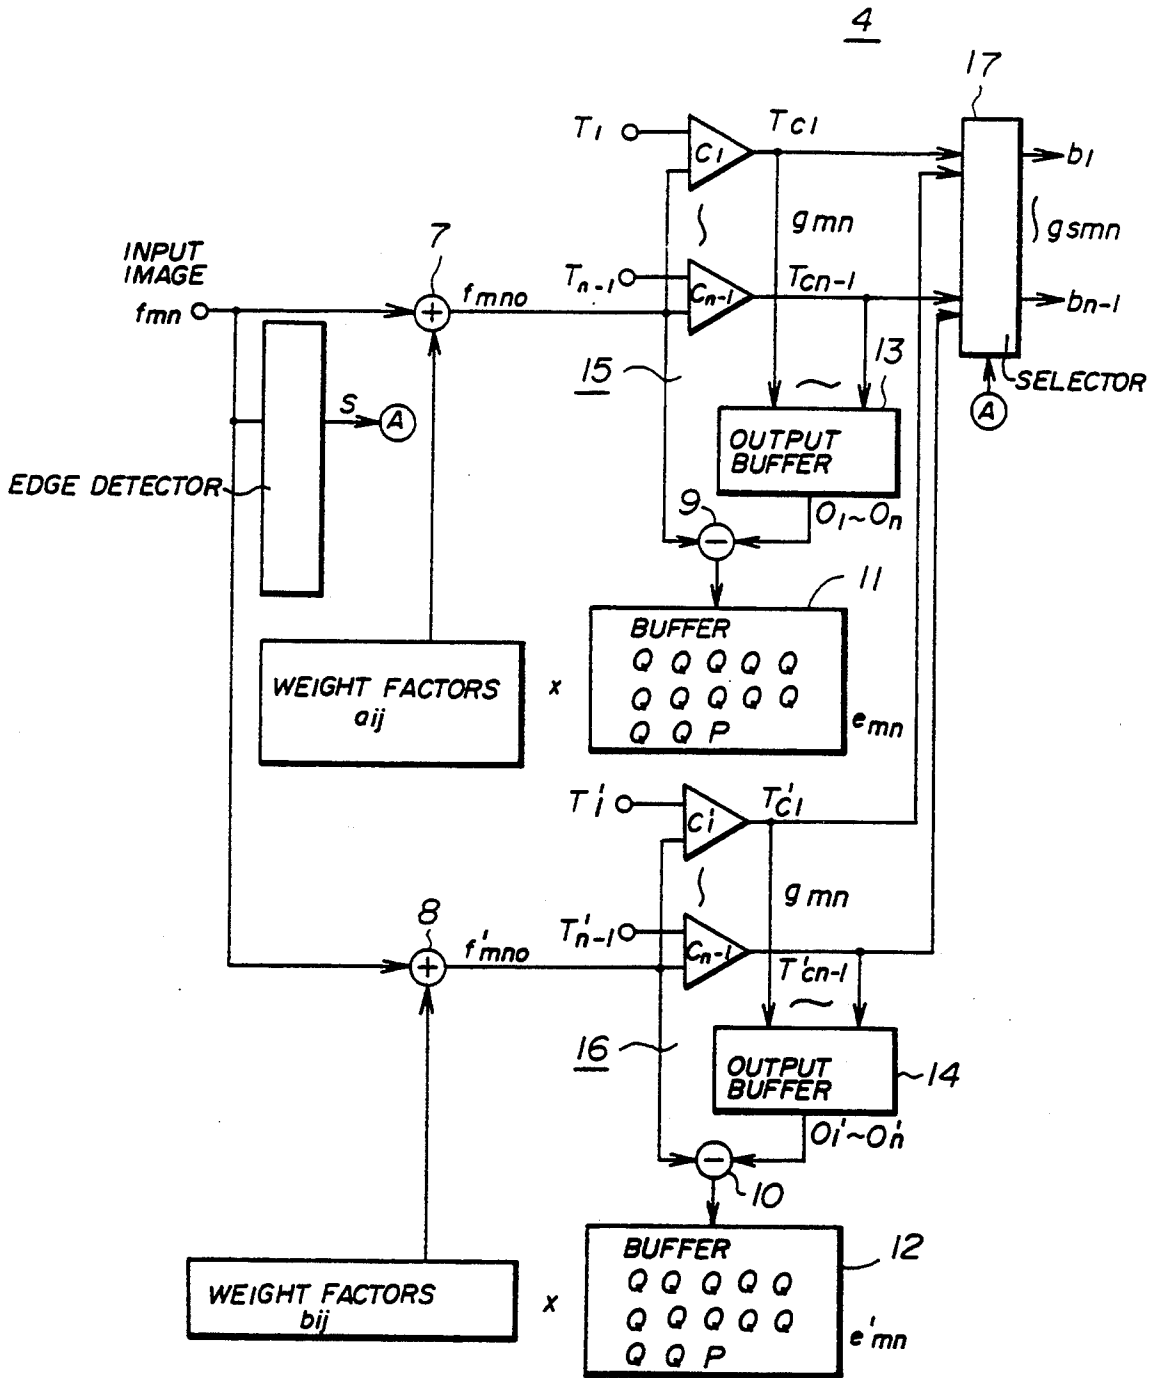 4
17
T1
C1
Tc1
b1
gmn
gsmn
7
INPUT
IMAGE
fmn
+
fmno
Tn-1
Cn-1
Tcn-1
bn-1
15
13
SELECTOR
A
S
A
OUTPUT
BUFFER
EDGE DETECTOR
9
O1~On
−
11
BUFFER
Q Q Q Q Q
Q Q Q Q Q
Q Q P
emn
WEIGHT FACTORS
aij
x
T'1
C'1
T'c1
gmn
8
+
f'mno
T'n-1
Cn-1
T'cn-1
16
OUTPUT
BUFFER
14
O1'~O'n
−
10
BUFFER
12
Q Q Q Q Q
Q Q Q Q Q
Q Q P
e'mn
WEIGHT FACTORS
bij
x